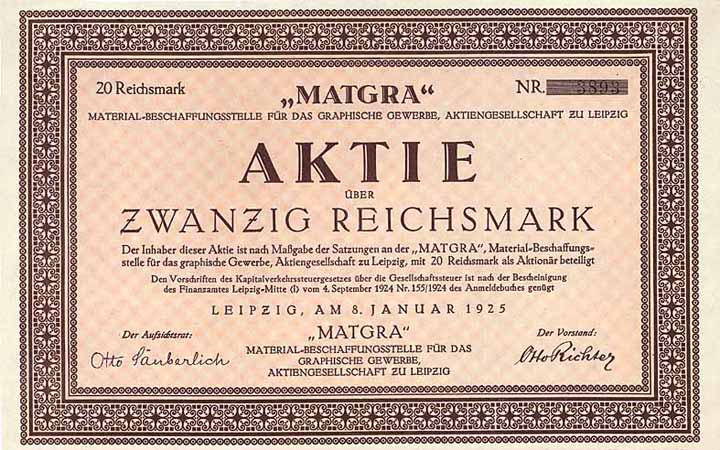 20 Reichsmark
NR. 3893
„MATGRA“
MATERIAL-BESCHAFFUNGSSTELLE FÜR DAS GRAPHISCHE GEWERBE, AKTIENGESELLSCHAFT ZU LEIPZIG
AKTIE
ÜBER
ZWANZIG REICHSMARK
Der Inhaber dieser Aktie ist nach Maßgabe der Satzungen an der „MATGRA“, Material-Beschaffungs-
stelle für das graphische Gewerbe, Aktiengesellschaft zu Leipzig, mit 20 Reichsmark als Aktionär beteiligt
Den Vorschriften des Kapitalverkehrssteuergesetzes über die Gesellschaftssteuer ist nach der Bescheinigung
des Finanzamtes Leipzig-Mitte (I) vom 4. September 1924 Nr. 155/1924 des Anmeldebuches genügt
LEIPZIG, AM 8. JANUAR 1925
Der Aufsichtsrat:
Otto Säuberlich
„MATGRA“
MATERIAL-BESCHAFFUNGSSTELLE FÜR DAS
GRAPHISCHE GEWERBE,
AKTIENGESELLSCHAFT ZU LEIPZIG
Der Vorstand:
Otto Richter